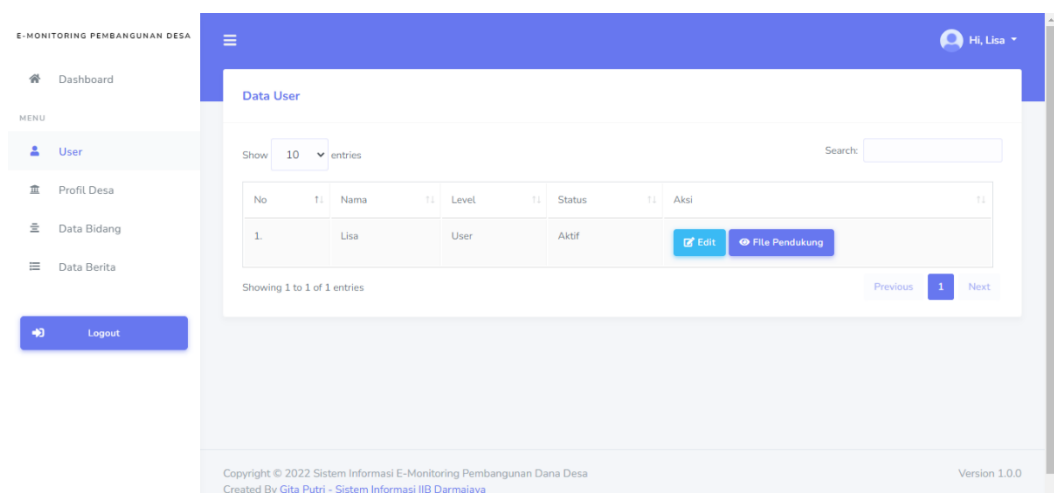 E-MONITORING PEMBANGUNAN DESA
Hi, Lisa
Dashboard
MENU
User
Profil Desa
Data Bidang
Data Berita
Logout
Data User
Show 10 entries
Search:
No Nama Level Status Aksi
1. Lisa User Aktif Edit FIle Pendukung
Showing 1 to 1 of 1 entries
Previous 1 Next
Copyright © 2022 Sistem Informasi E-Monitoring Pembangunan Dana Desa
Version 1.0.0
Created By Gita Putri - Sistem Informasi IIB Darmajaya